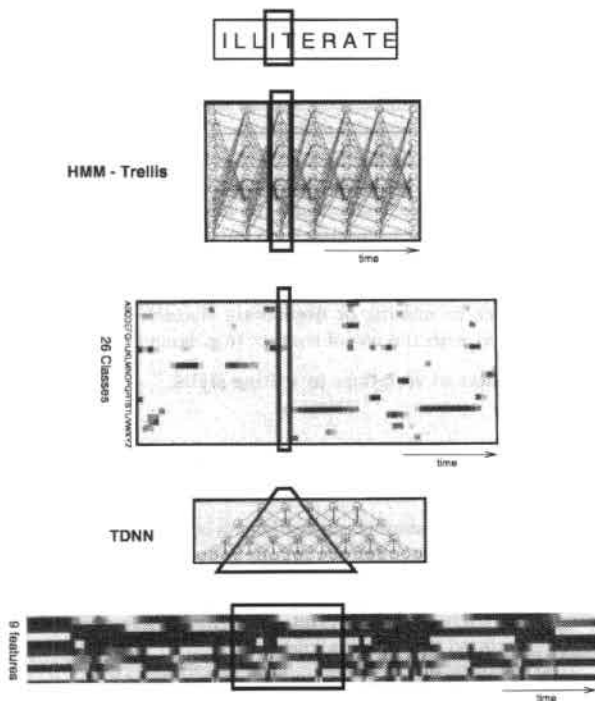 ILLITERATE
HMM - Trellis
time
26 Classes
ABCDEFGHIJKLMNOPQRSTUVWXYZ
time
TDNN
9 features
time